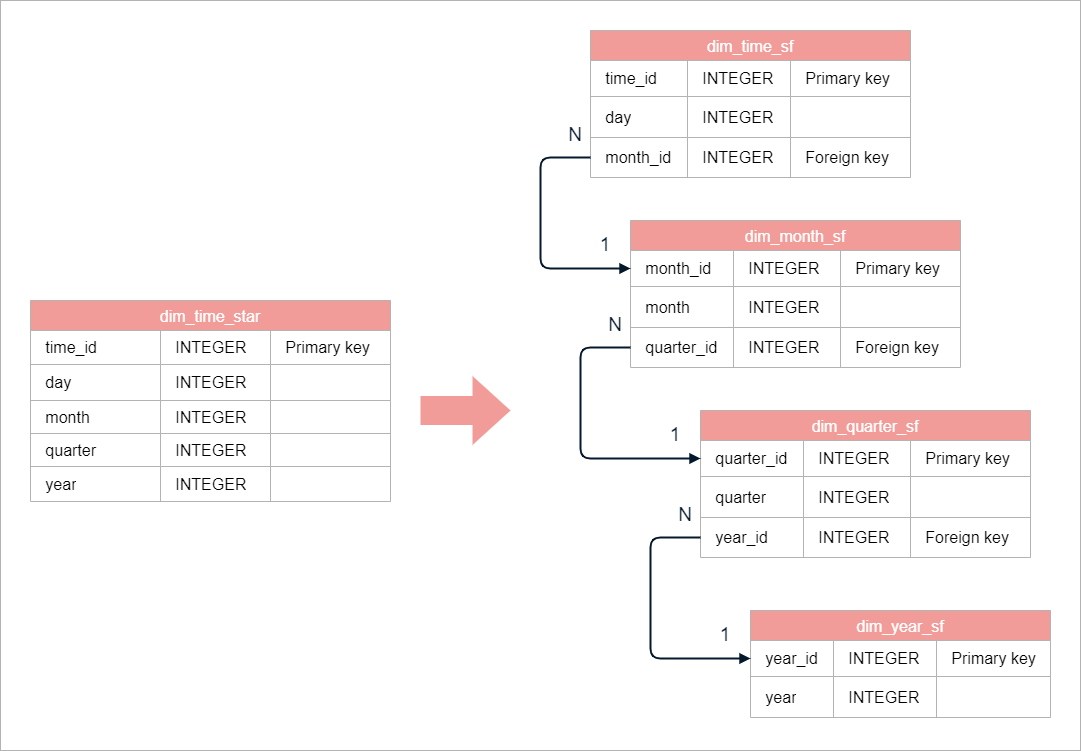 dim_time_star
time_id INTEGER Primary key
day INTEGER
month INTEGER
quarter INTEGER
year INTEGER
dim_time_sf
time_id INTEGER Primary key
day INTEGER
month_id INTEGER Foreign key
N
1
dim_month_sf
month_id INTEGER Primary key
month INTEGER
quarter_id INTEGER Foreign key
N
1
dim_quarter_sf
quarter_id INTEGER Primary key
quarter INTEGER
year_id INTEGER Foreign key
N
1
dim_year_sf
year_id INTEGER Primary key
year INTEGER